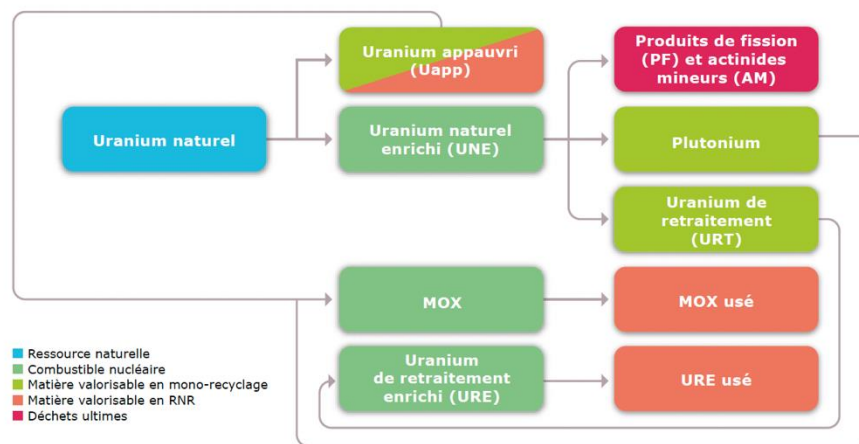 Uranium appauvri
(Uapp)
Produits de fission
(PF) et actinides
mineurs (AM)
Uranium naturel
Uranium naturel
enrichi (UNE)
Plutonium
Uranium de
retraitement
(URT)
MOX
MOX usé
Uranium
de retraitement
enrichi (URE)
URE usé
Ressource naturelle
Combustible nucléaire
Matière valorisable en mono-recyclage
Matière valorisable en RNR
Déchets ultimes